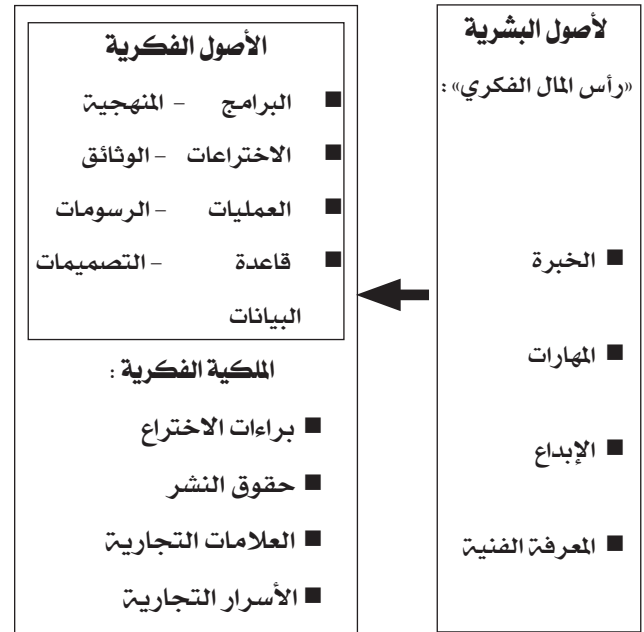 لأصول البشرية
«رأس المال الفكري» :
■ الخبرة
■ المهارات
■ الإبداع
■ المعرفة الفنية
الأصول الفكرية
■ البرامج – المنهجية
■ الاختراعات – الوثائق
■ العمليات – الرسومات
■ قاعدة – التصميمات
البيانات
الملكية الفكرية :
■ براءات الاختراع
■ حقوق النشر
■ العلامات التجارية
■ الأسرار التجارية